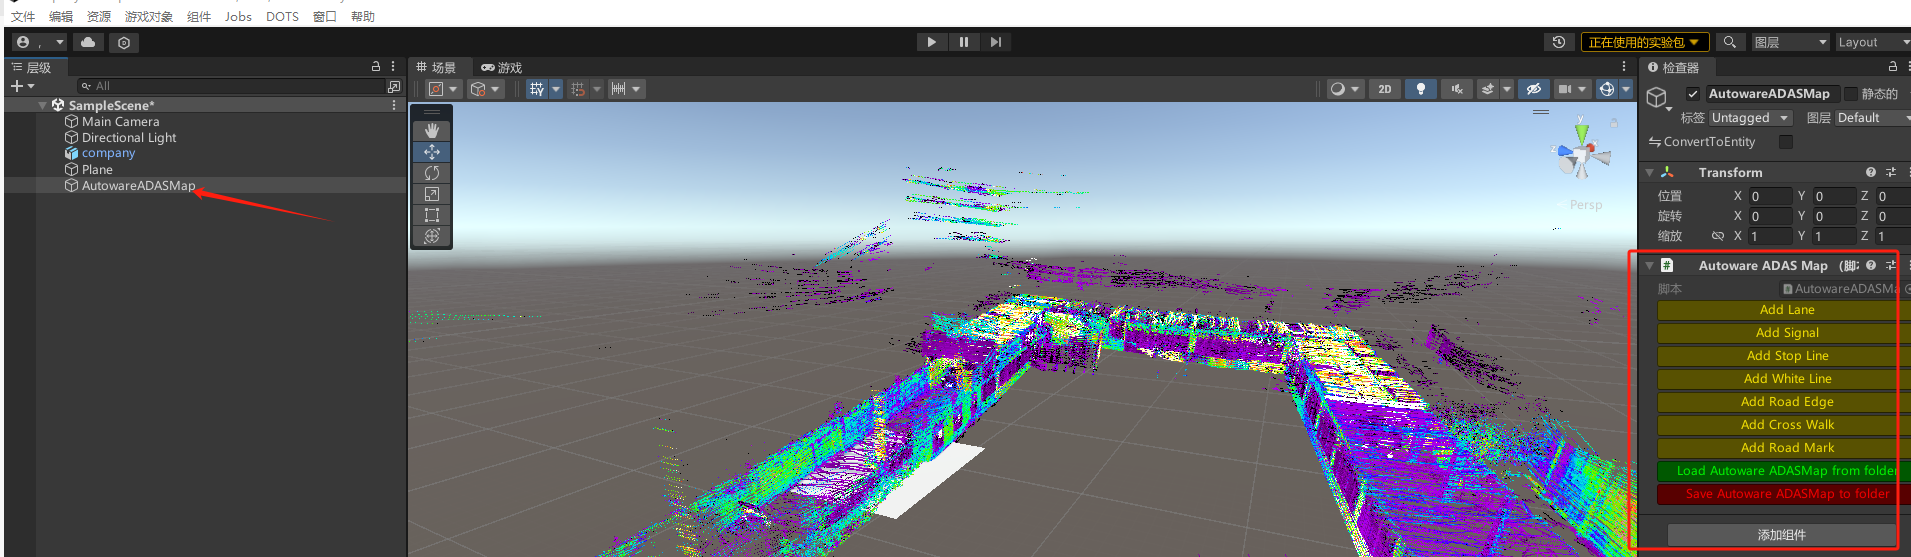 文件 编辑 资源 游戏对象 组件 Jobs DOTS 窗口 帮助
正在使用的实验包 图层 Layout
层级
All
SampleScene*
Main Camera
Directional Light
company
Plane
AutowareADASMap
场景 游戏
2D
y
z
Persp
检查器
AutowareADASMap 静态的
标签 Untagged 图层 Default
ConvertToEntity
Transform
位置 X 0 Y 0 Z 0
旋转 X 0 Y 0 Z 0
缩放 X 1 Y 1 Z 1
Autoware ADAS Map
脚本 AutowareADASMa
Add Lane
Add Signal
Add Stop Line
Add White Line
Add Road Edge
Add Cross Walk
Add Road Mark
Load Autoware ADASMap from folder
Save Autoware ADASMap to folder
添加组件